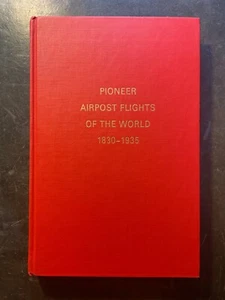 PIONEER
AIRPOST FLIGHTS
OF THE WORLD
1830-1935